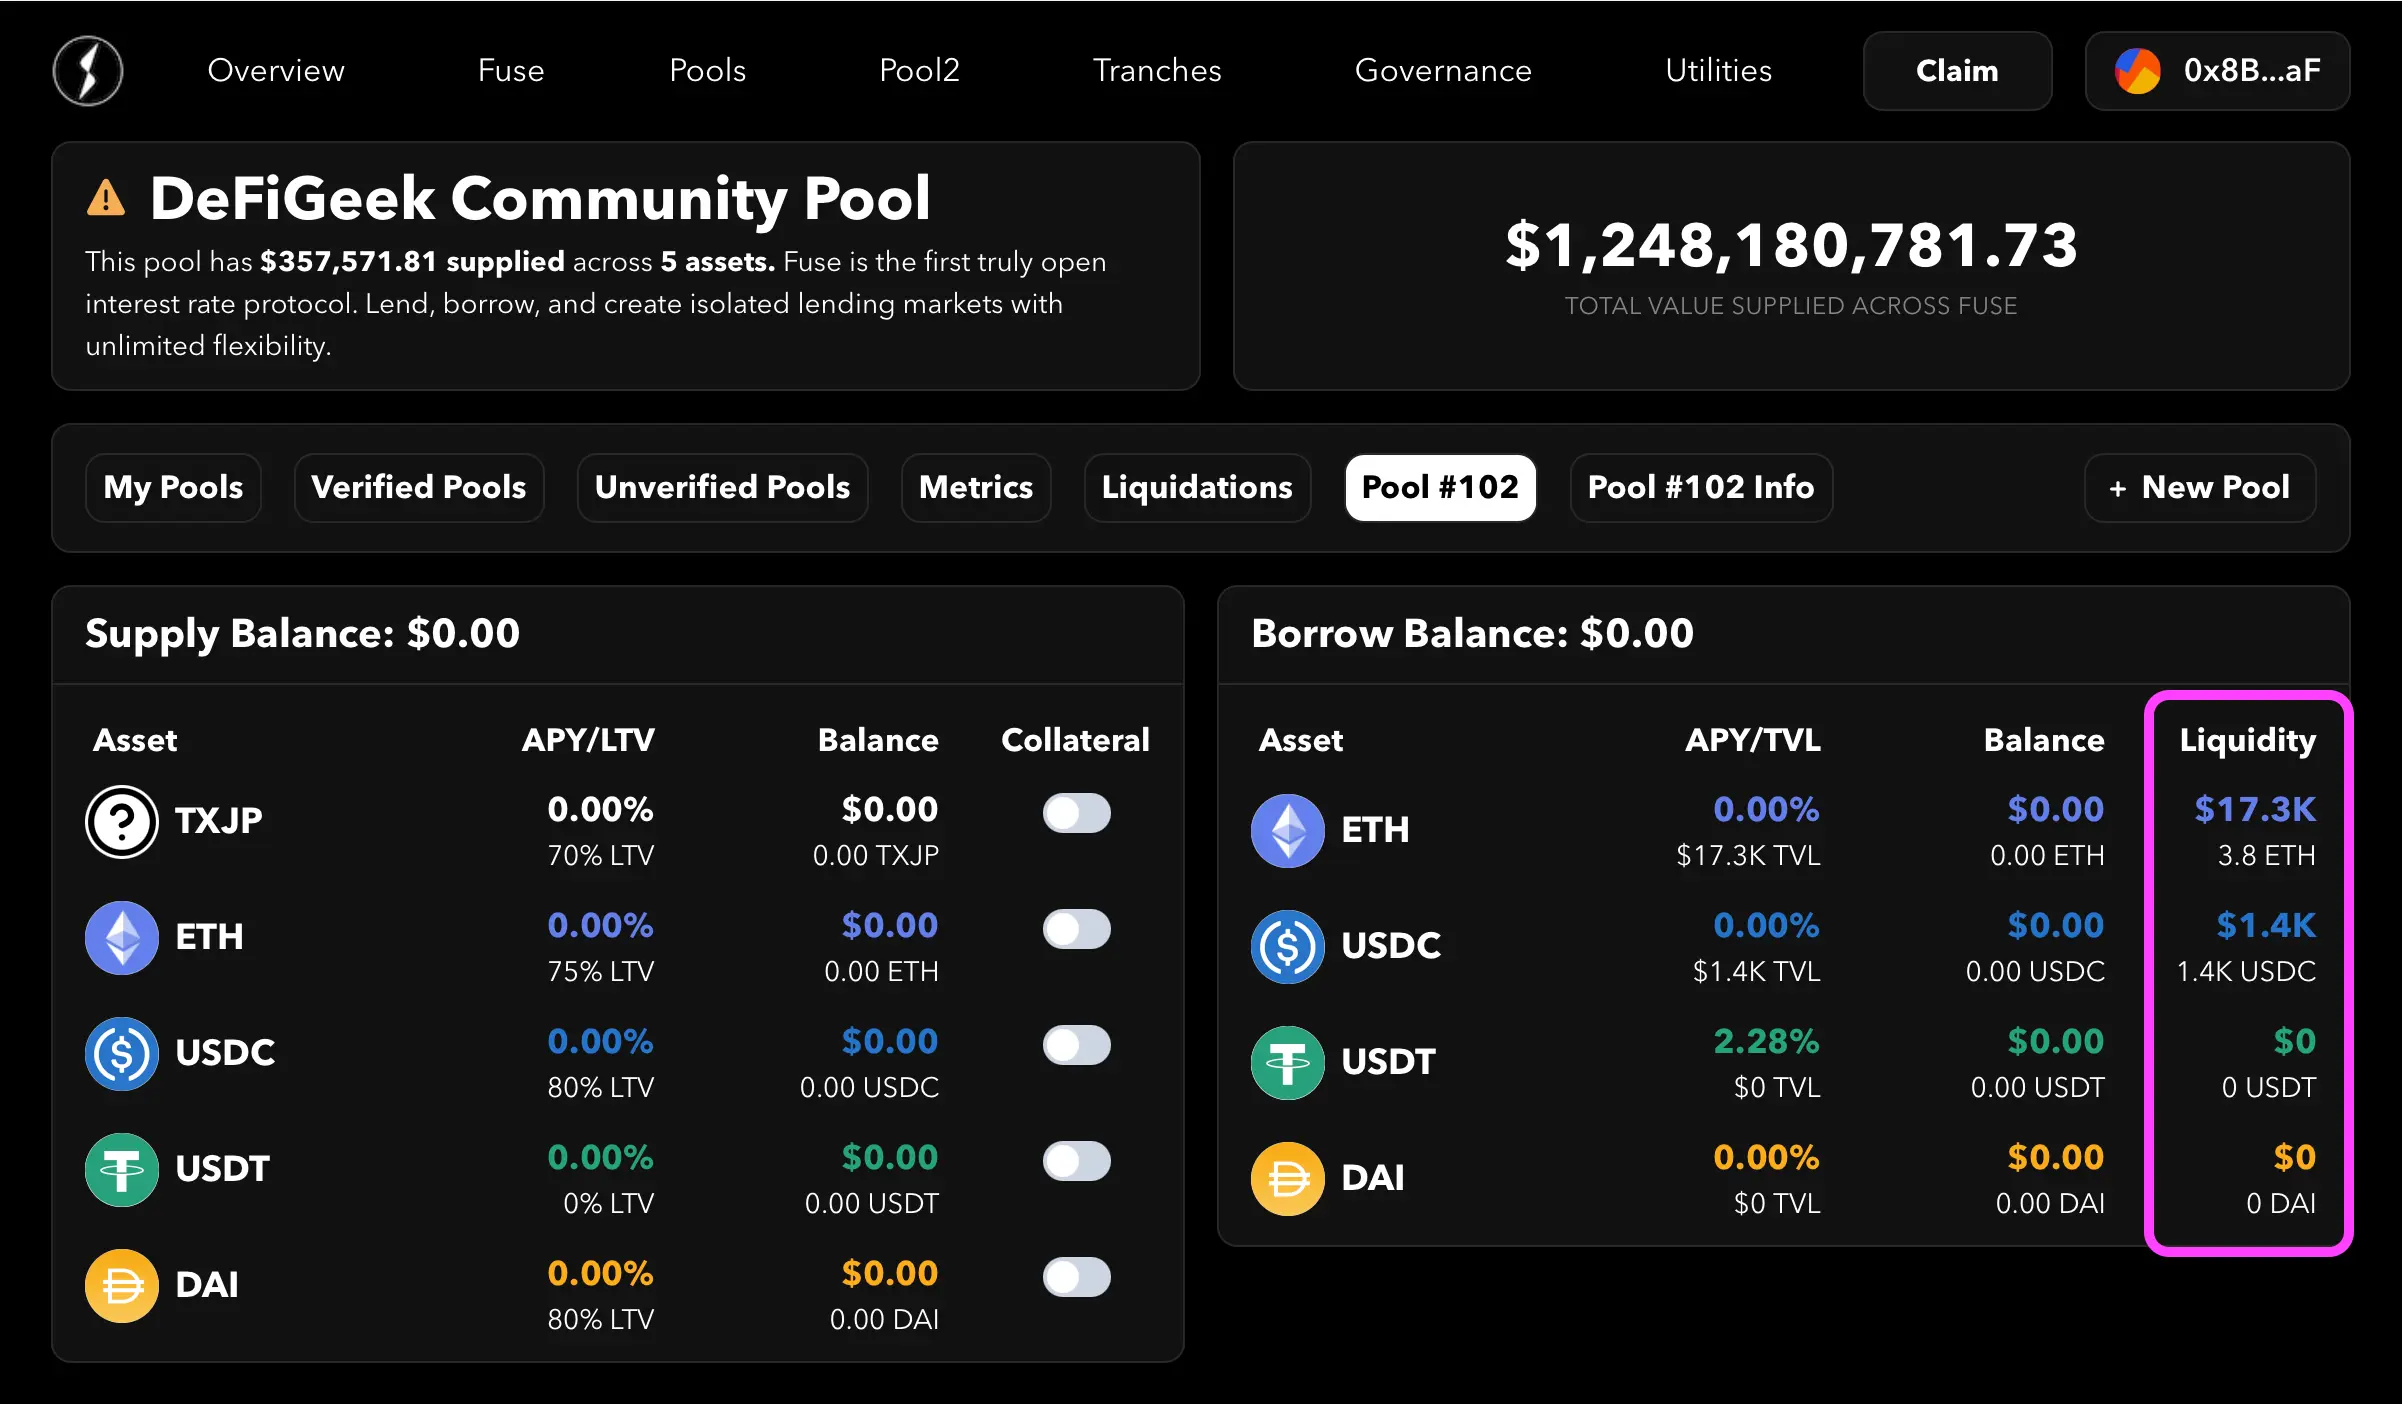 Overview Fuse Pools Pool2 Tranches Governance Utilities Claim 0x8B...aF
DeFiGeek Community Pool
This pool has $357,571.81 supplied across 5 assets. Fuse is the first truly open
interest rate protocol. Lend, borrow, and create isolated lending markets with
unlimited flexibility.
$1,248,180,781.73
TOTAL VALUE SUPPLIED ACROSS FUSE
My Pools Verified Pools Unverified Pools Metrics Liquidations Pool #102 Pool #102 Info + New Pool
Supply Balance: $0.00
Asset APY/LTV Balance Collateral
TXJP 0.00% $0.00
70% LTV 0.00 TXJP
ETH 0.00% $0.00
75% LTV 0.00 ETH
USDC 0.00% $0.00
80% LTV 0.00 USDC
USDT 0.00% $0.00
0% LTV 0.00 USDT
DAI 0.00% $0.00
80% LTV 0.00 DAI
Borrow Balance: $0.00
Asset APY/TVL Balance Liquidity
ETH 0.00% $0.00 $17.3K
$17.3K TVL 0.00 ETH 3.8 ETH
USDC 0.00% $0.00 $1.4K
$1.4K TVL 0.00 USDC 1.4K USDC
USDT 2.28% $0.00 $0
$0 TVL 0.00 USDT 0 USDT
DAI 0.00% $0.00 $0
$0 TVL 0.00 DAI 0 DAI